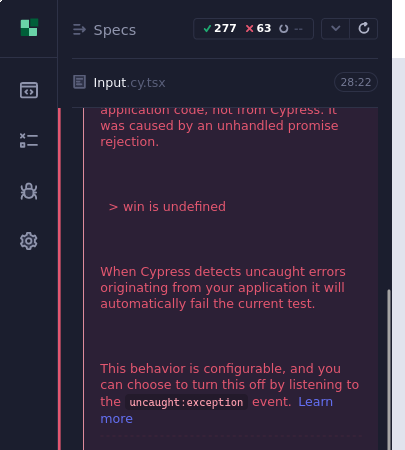 Specs
277 63 --
Input.cy.tsx
28:22
application code, not from Cypress. It
was caused by an unhandled promise
rejection.
> win is undefined
When Cypress detects uncaught errors
originating from your application it will
automatically fail the current test.
This behavior is configurable, and you
can choose to turn this off by listening to
the uncaught:exception event. Learn
more